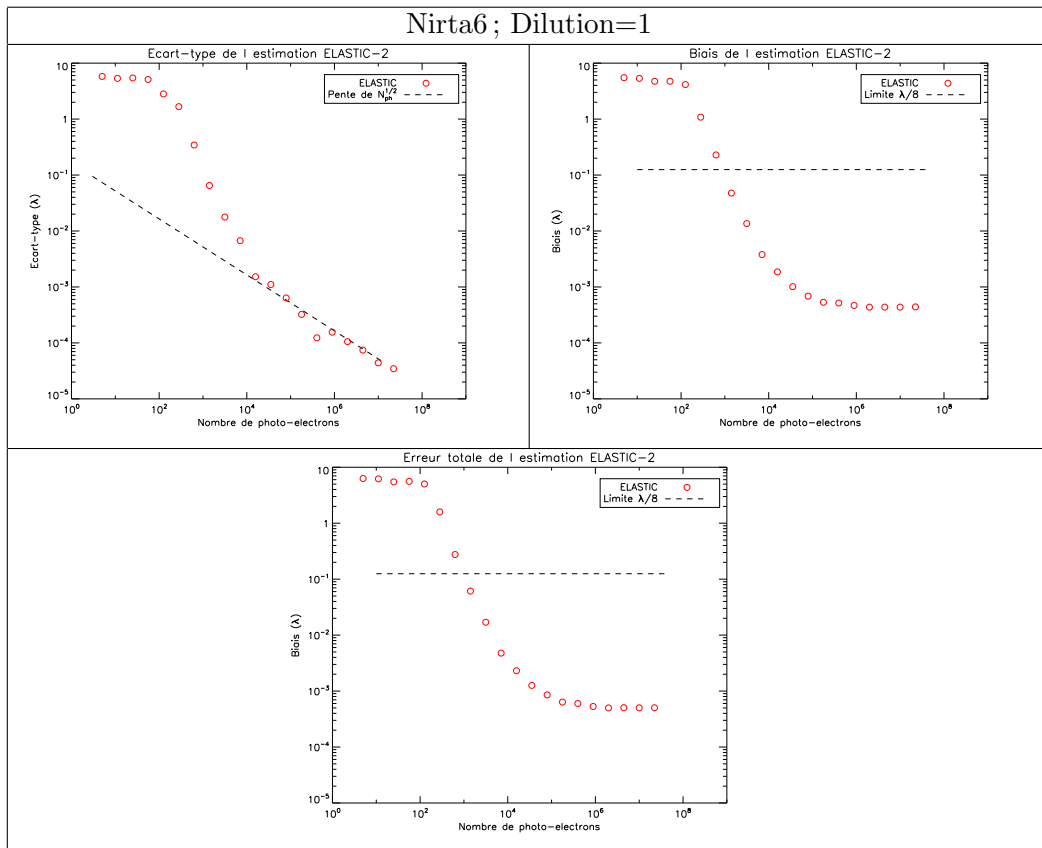 Nirta6 ; Dilution=1
Ecart-type de l estimation ELASTIC-2
ELASTIC
Pente de N_ph^1/2
10
1
10^-1
10^-2
10^-3
10^-4
10^-5
Ecart-type (λ)
10^0 10^2 10^4 10^6 10^8
Nombre de photo-electrons
Biais de l estimation ELASTIC-2
ELASTIC
Limite λ/8
10
1
10^-1
10^-2
10^-3
10^-4
10^-5
Biais (λ)
10^0 10^2 10^4 10^6 10^8
Nombre de photo-electrons
Erreur totale de l estimation ELASTIC-2
ELASTIC
Limite λ/8
10
1
10^-1
10^-2
10^-3
10^-4
10^-5
Biais (λ)
10^0 10^2 10^4 10^6 10^8
Nombre de photo-electrons